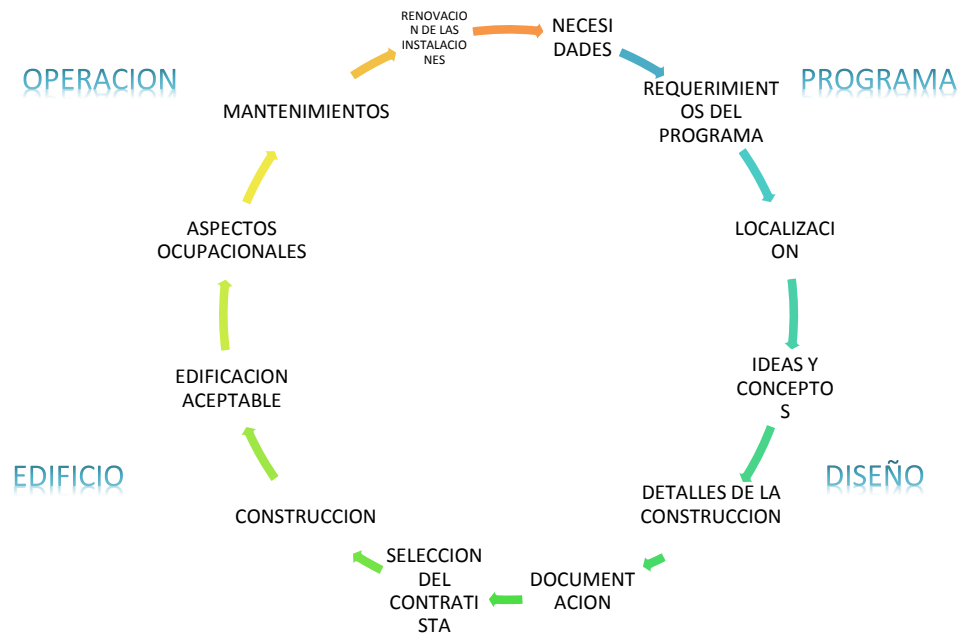 RENOVACIO
N DE LAS
INSTALACIO
NES
NECESI
DADES
OPERACION
PROGRAMA
REQUERIMIENT
OS DEL
PROGRAMA
MANTENIMIENTOS
LOCALIZACI
ON
ASPECTOS
OCUPACIONALES
IDEAS Y
CONCEPTO
S
EDIFICACION
ACEPTABLE
EDIFICIO
DISEÑO
DETALLES DE LA
CONSTRUCCION
CONSTRUCCION
SELECCION
DEL
CONTRATI
STA
DOCUMENT
ACION